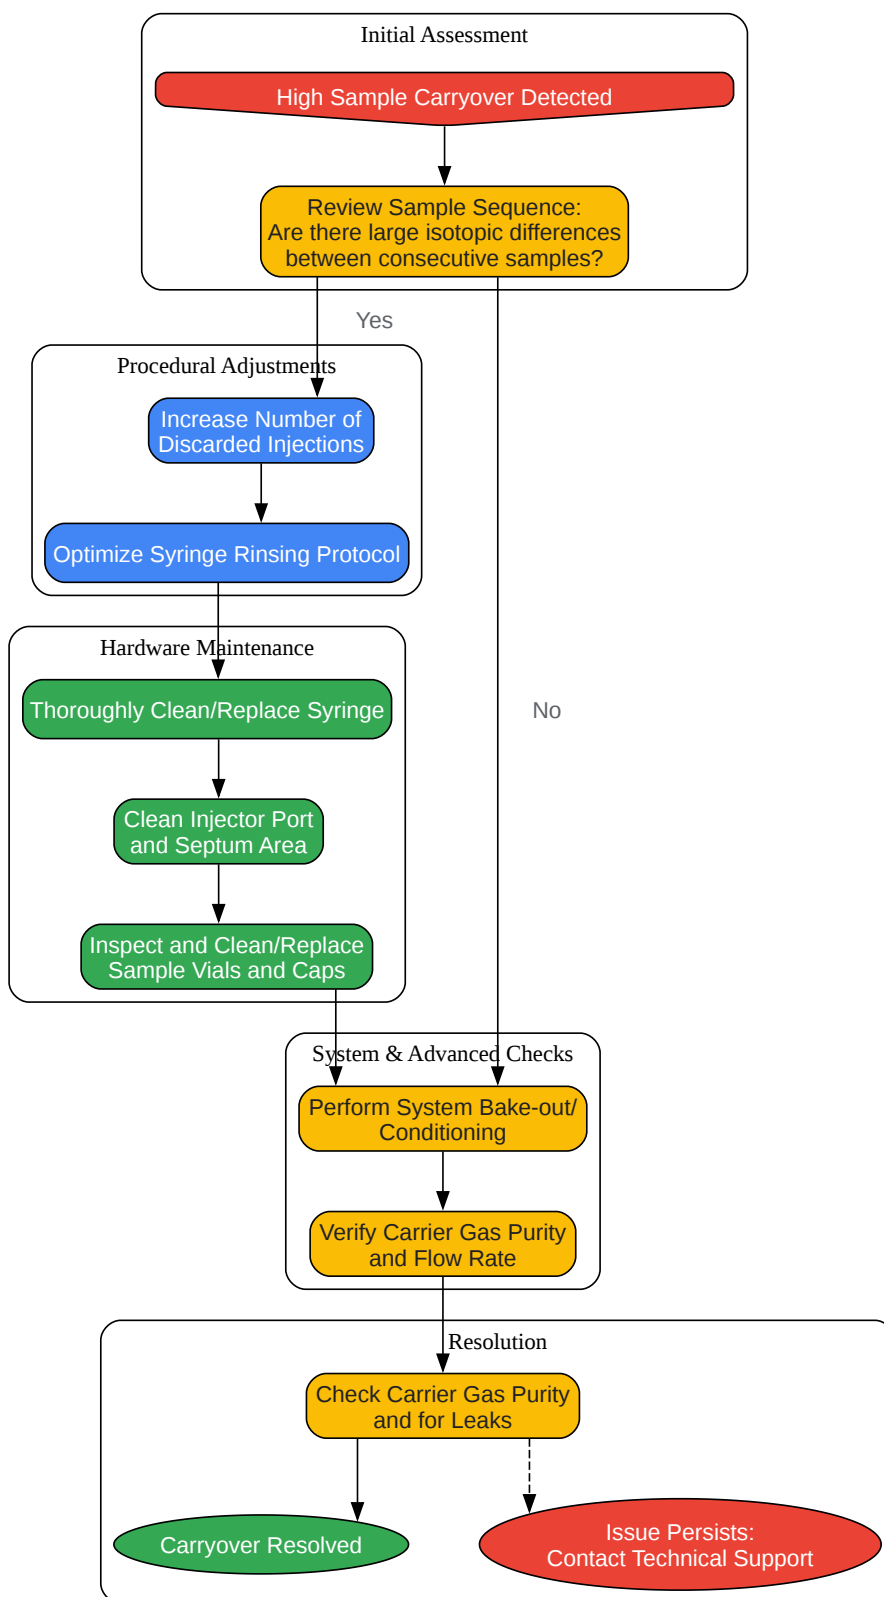 Initial Assessment
High Sample Carryover Detected
Review Sample Sequence:
Are there large isotopic differences
between consecutive samples?
Yes
Procedural Adjustments
Increase Number of
Discarded Injections
Optimize Syringe Rinsing Protocol
Hardware Maintenance
Thoroughly Clean/Replace Syringe
No
Clean Injector Port
and Septum Area
Inspect and Clean/Replace
Sample Vials and Caps
System & Advanced Checks
Perform System Bake-out/
Conditioning
Verify Carrier Gas Purity
and Flow Rate
Resolution
Check Carrier Gas Purity
and for Leaks
Carryover Resolved
Issue Persists:
Contact Technical Support